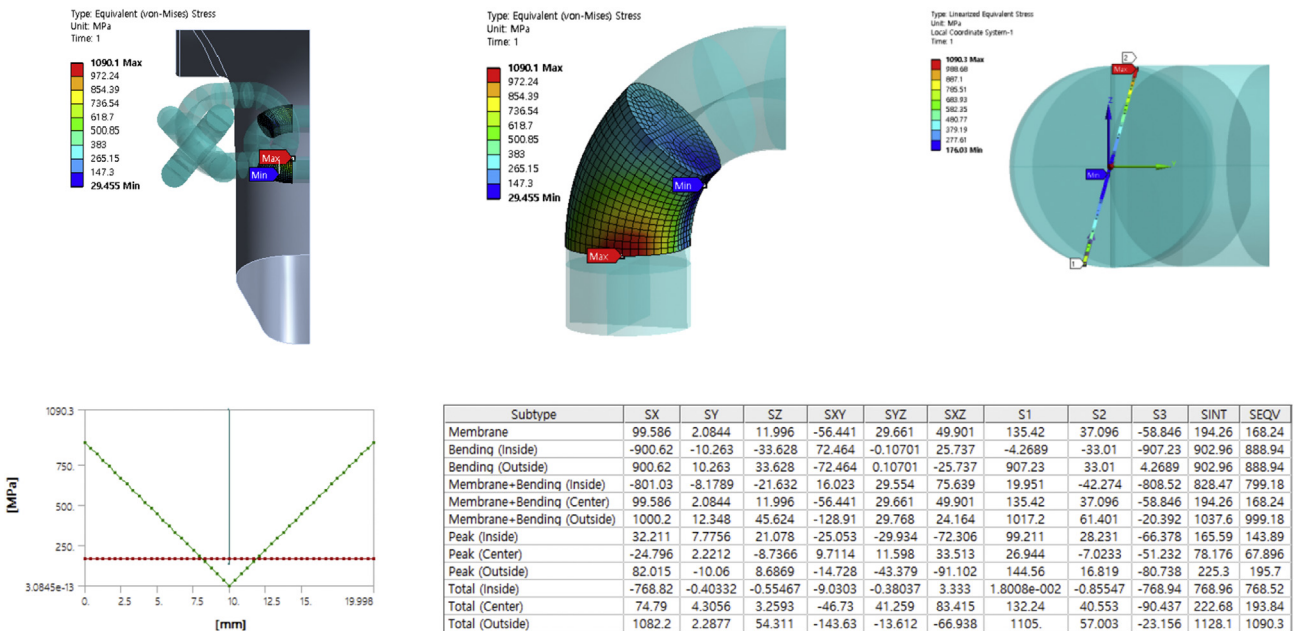 Type: Equivalent (von-Mises) Stress
Unit: MPa
Time: 1
1090.1 Max
972.24
854.39
736.54
618.7
500.85
383
265.15
147.3
29.455 Min
Max
Min
Type: Equivalent (von-Mises) Stress
Unit: MPa
Time: 1
1090.1 Max
972.24
854.39
736.54
618.7
500.85
383
265.15
147.3
29.455 Min
Min
Max
Type: Linearized Equivalent Stress
Unit: MPa
Local Coordinate System-1
Time: 1
1090.3 Max
988.68
887.1
785.51
683.93
582.35
480.77
379.19
277.61
176.03 Min
2
Max
Z
Min
1
1090.3
750.
500.
250.
3.0845e-13
0. 2.5 5. 7.5 10. 12.5 15. 19.998
[MPa]
[mm]
Subtype SX SY SZ SXY SYZ SXZ S1 S2 S3 SINT SEQV
Membrane 99.586 2.0844 11.996 -56.441 29.661 49.901 135.42 37.096 -58.846 194.26 168.24
Bending (Inside) -900.62 -10.263 -33.628 72.464 -0.10701 25.737 -4.2689 -33.01 -907.23 902.96 888.94
Bending (Outside) 900.62 10.263 33.628 -72.464 0.10701 -25.737 907.23 33.01 4.2689 902.96 888.94
Membrane+Bending (Inside) -801.03 -8.1789 -21.632 16.023 29.554 75.639 19.951 -42.274 -808.52 828.47 799.18
Membrane+Bending (Center) 99.586 2.0844 11.996 -56.441 29.661 49.901 135.42 37.096 -58.846 194.26 168.24
Membrane+Bending (Outside) 1000.2 12.348 45.624 -128.91 29.768 24.164 1017.2 61.401 -20.392 1037.6 999.18
Peak (Inside) 32.211 7.7756 21.078 -25.053 -29.934 -72.306 99.211 28.231 -66.378 165.59 143.89
Peak (Center) -24.796 2.2212 -8.7366 9.7114 11.598 33.513 26.944 -7.0233 -51.232 78.176 67.896
Peak (Outside) 82.015 -10.06 8.6869 -14.728 -43.379 -91.102 144.56 16.819 -80.738 225.3 195.7
Total (Inside) -768.82 -0.40332 -0.55467 -9.0303 -0.38037 3.333 1.8008e-002 -0.85547 -768.94 768.96 768.52
Total (Center) 74.79 4.3056 3.2593 -46.73 41.259 83.415 132.24 40.553 -90.437 222.68 193.84
Total (Outside) 1082.2 2.2877 54.311 -143.63 -13.612 -66.938 1105. 57.003 -23.156 1128.1 1090.3